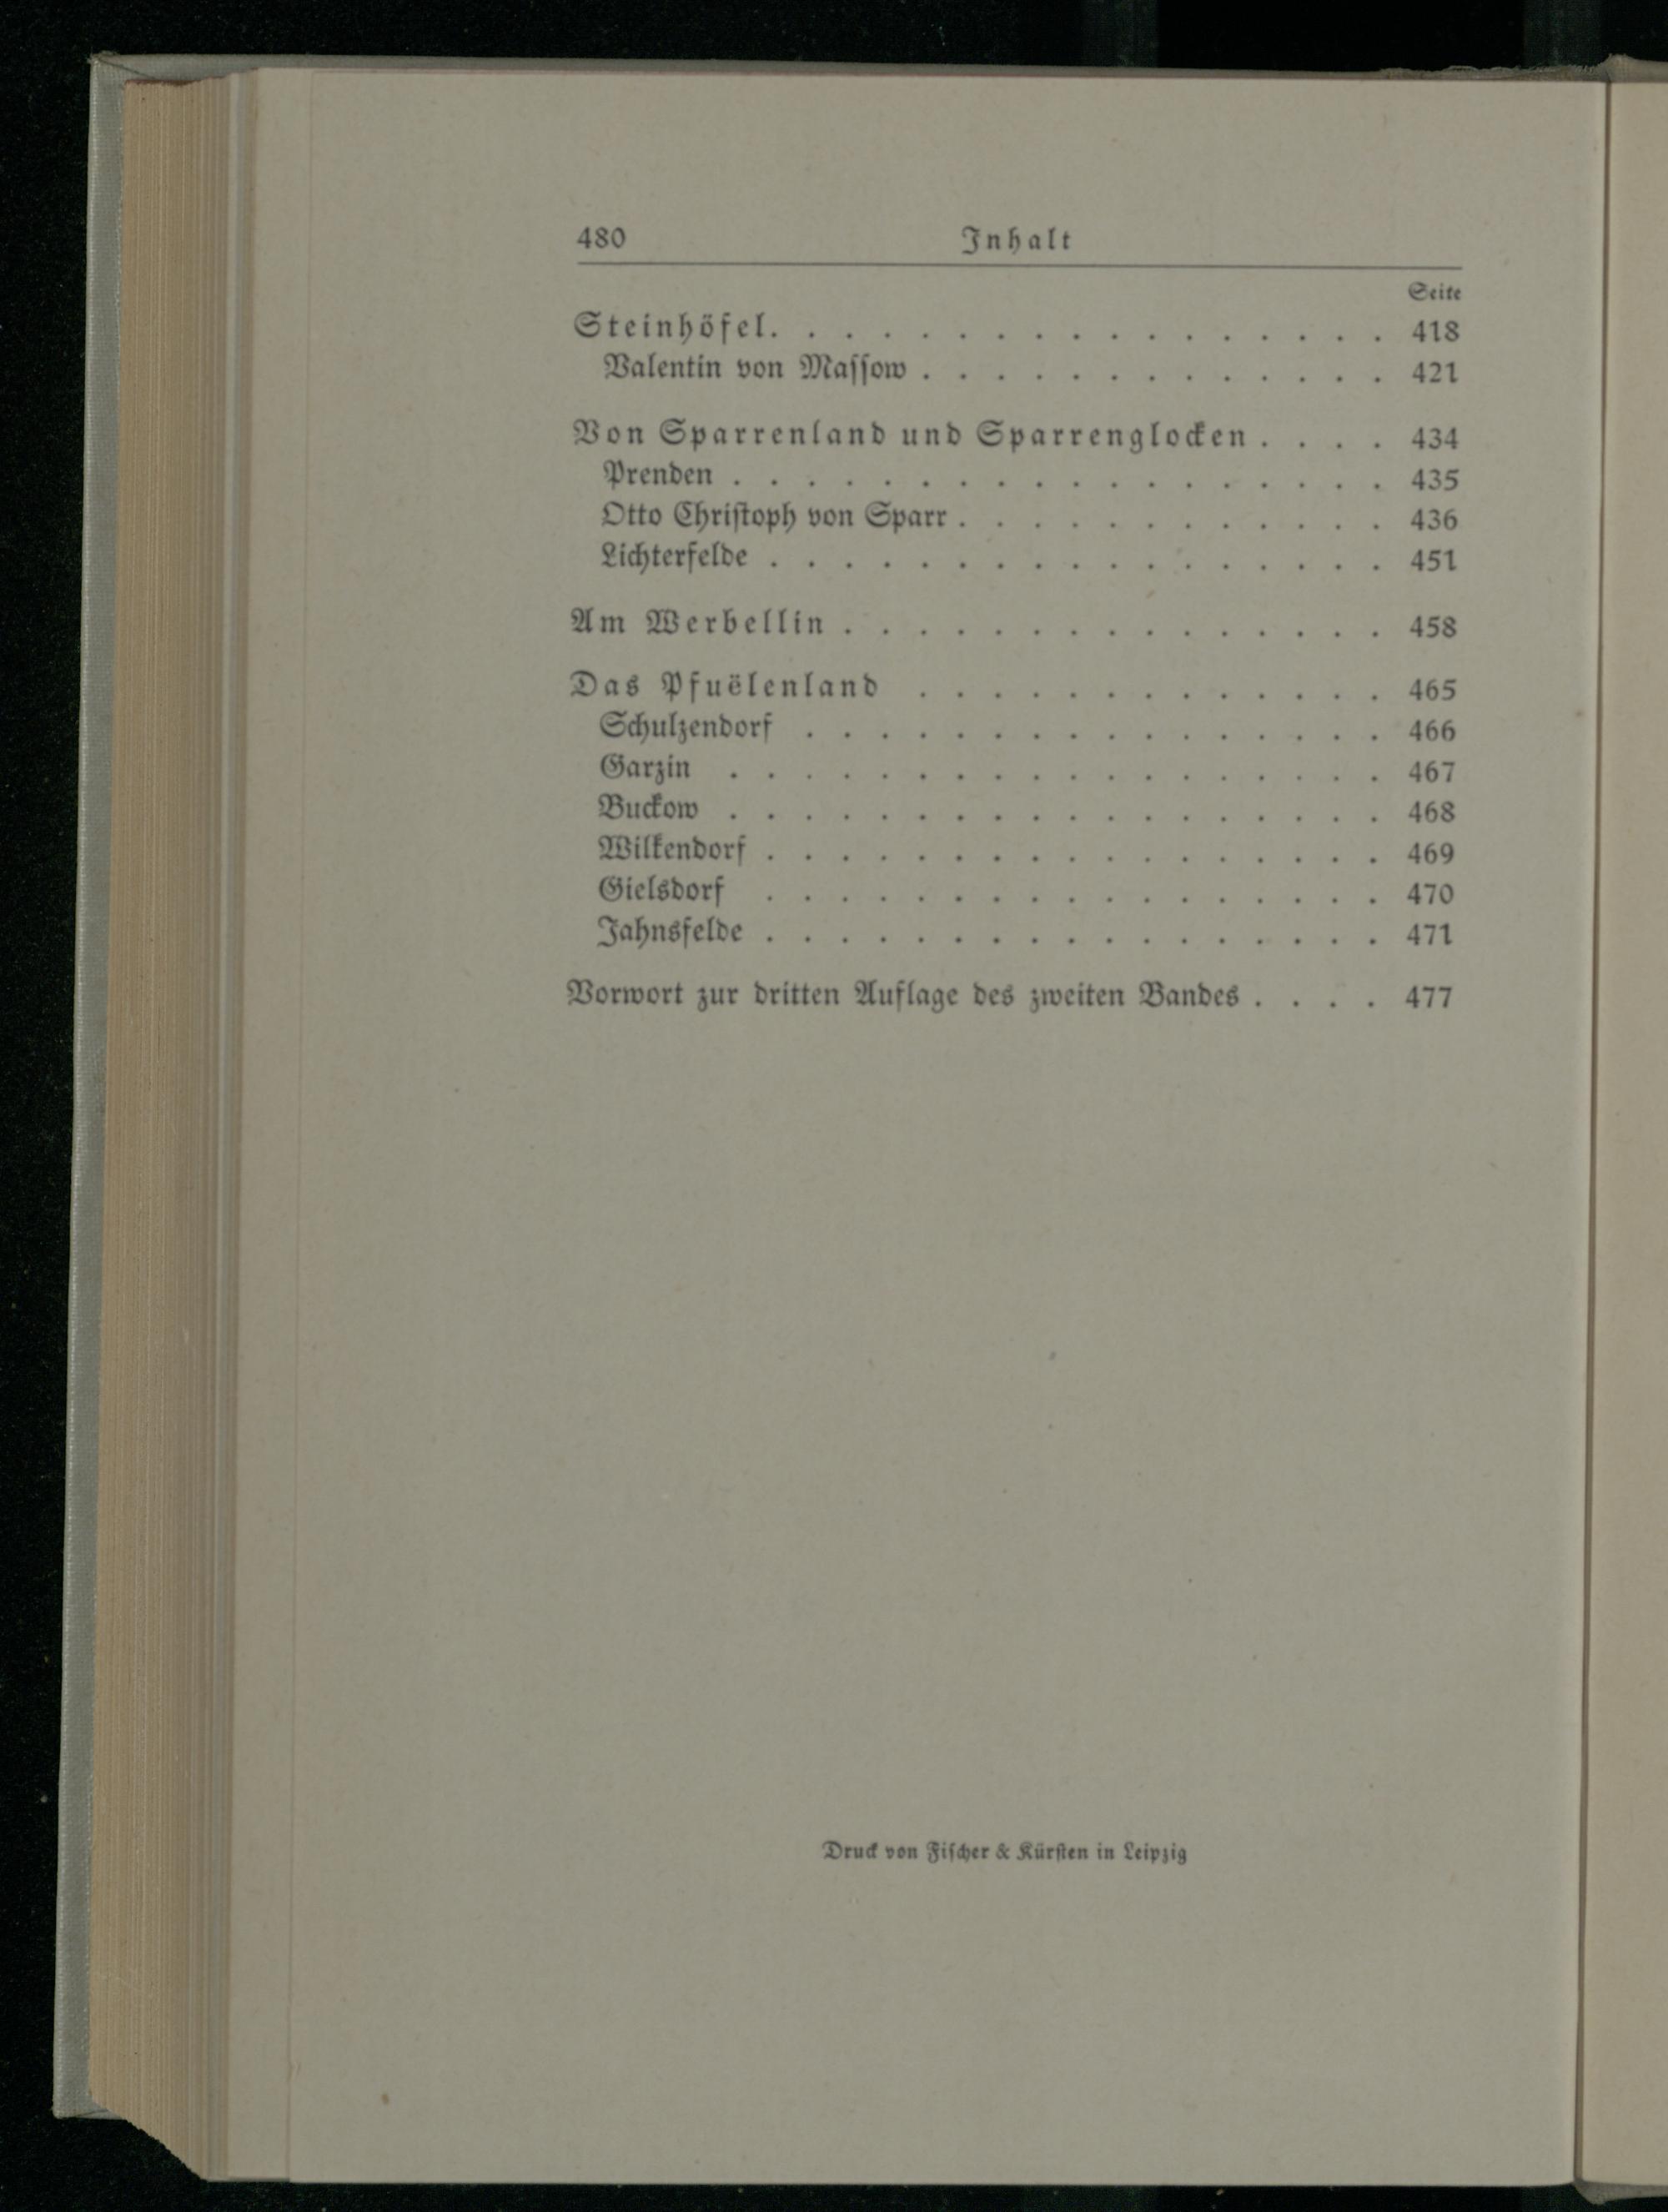 480 Inhalt
Seite
Steinhöfel. . . . . . . . . . . . . . . . . 418
Valentin von Massow . . . . . . . . . . . . . 421
Von Sparrenland und Sparrenglocken . . . . 434
Prenden . . . . . . . . . . . . . . . . . . 435
Otto Christoph von Sparr . . . . . . . . . . . . 436
Lichterfelde . . . . . . . . . . . . . . . . . 451
Am Werbellin . . . . . . . . . . . . . . . 458
Das Pfuëlenland . . . . . . . . . . . . . 465
Schulzendorf . . . . . . . . . . . . . . . . 466
Garzin . . . . . . . . . . . . . . . . . . 467
Buckow . . . . . . . . . . . . . . . . . . 468
Wilkendorf . . . . . . . . . . . . . . . . . 469
Gielsdorf . . . . . . . . . . . . . . . . . 470
Jahnsfelde . . . . . . . . . . . . . . . . . 471
Vorwort zur dritten Auflage des zweiten Bandes . . . . 477
Druck von Fischer & Kürsten in Leipzig